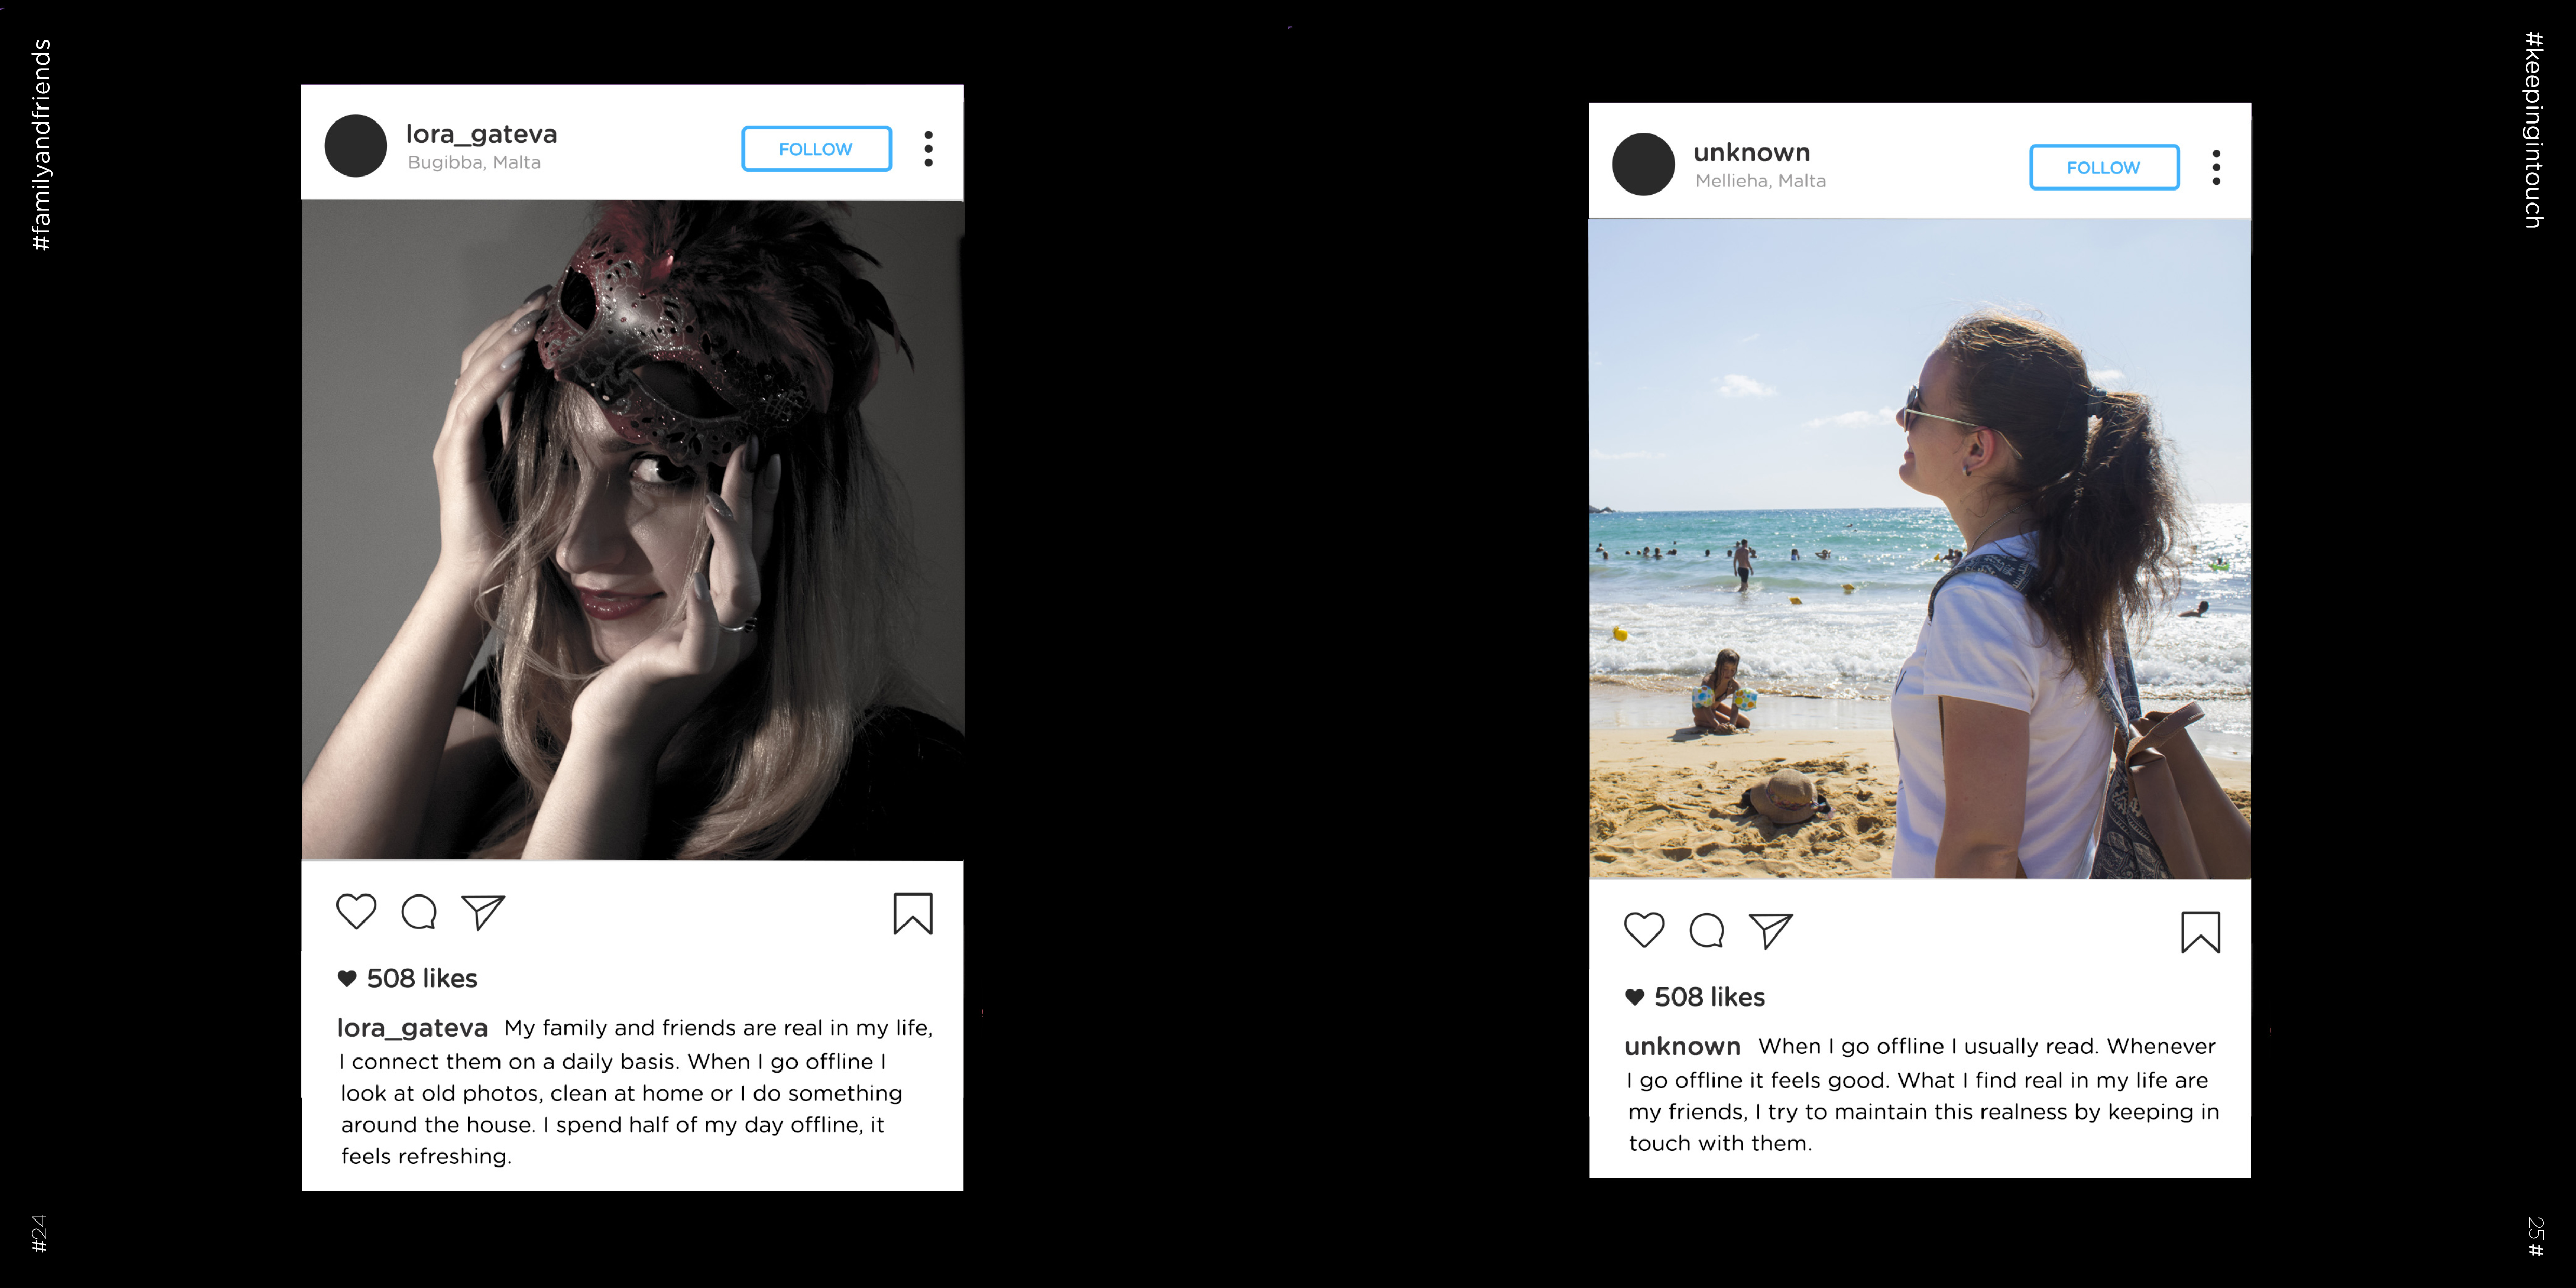 #familyandfriends
lora_gateva
Bugibba, Malta
FOLLOW
508 likes
lora_gateva My family and friends are real in my life,
I connect them on a daily basis. When I go offline I
look at old photos, clean at home or I do something
around the house. I spend half of my day offline, it
feels refreshing.
#24
#keepingintouch
unknown
Mellieha, Malta
FOLLOW
508 likes
unknown When I go offline I usually read. Whenever
I go offline it feels good. What I find real in my life are
my friends, I try to maintain this realness by keeping in
touch with them.
25#